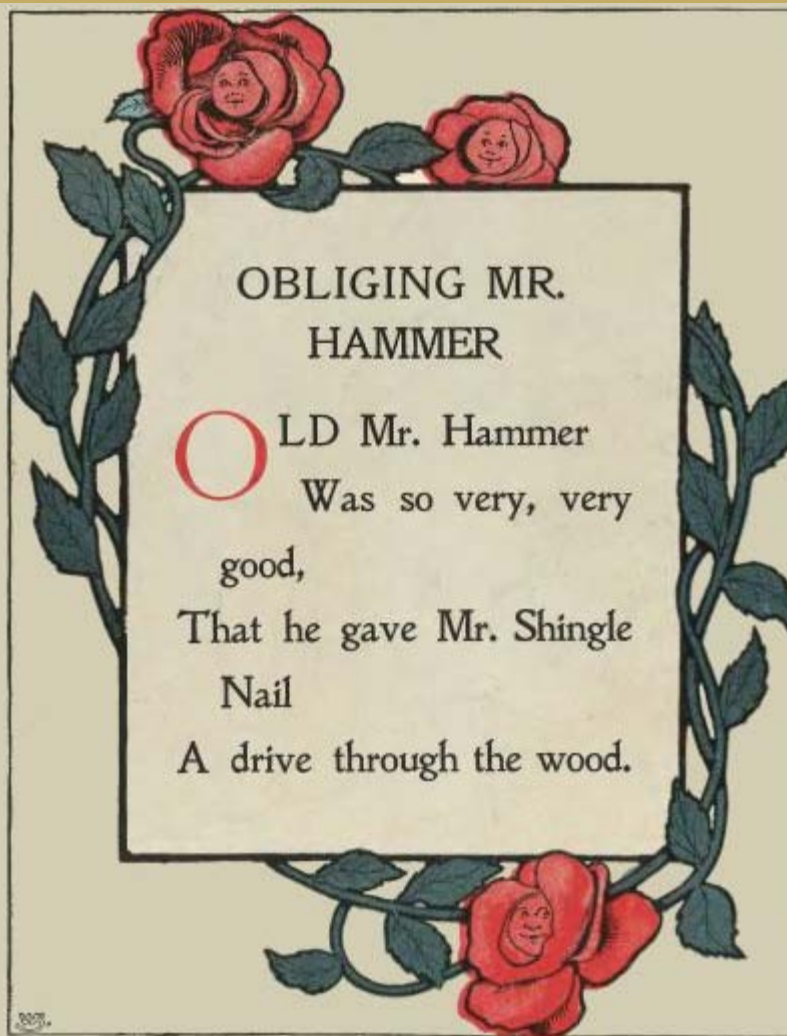 OBLIGING MR.
HAMMER
OLD Mr. Hammer
Was so very, very
good,
That he gave Mr. Shingle
Nail
A drive through the wood.